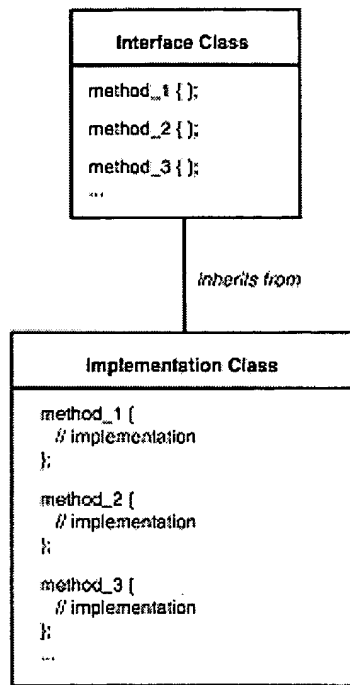 Interface Class
method_1 { };
method_2 { };
method_3 { };
...
inherits from
Implementation Class
method_1 {
// implementation
};
method_2 {
// implementation
};
method_3 {
// implementation
};
...